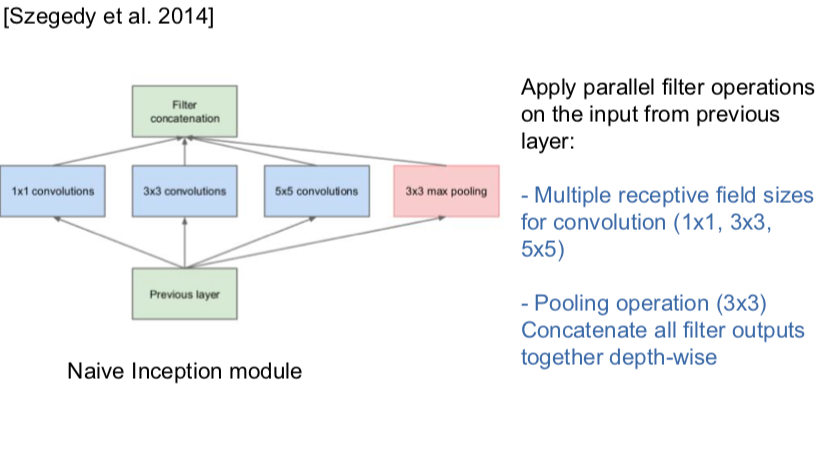 [Szegedy et al. 2014]
Filter
concatenation
1x1 convolutions
3x3 convolutions
5x5 convolutions
3x3 max pooling
Previous layer
Naive Inception module
Apply parallel filter operations
on the input from previous
layer:
- Multiple receptive field sizes
for convolution (1x1, 3x3,
5x5)
- Pooling operation (3x3)
Concatenate all filter outputs
together depth-wise